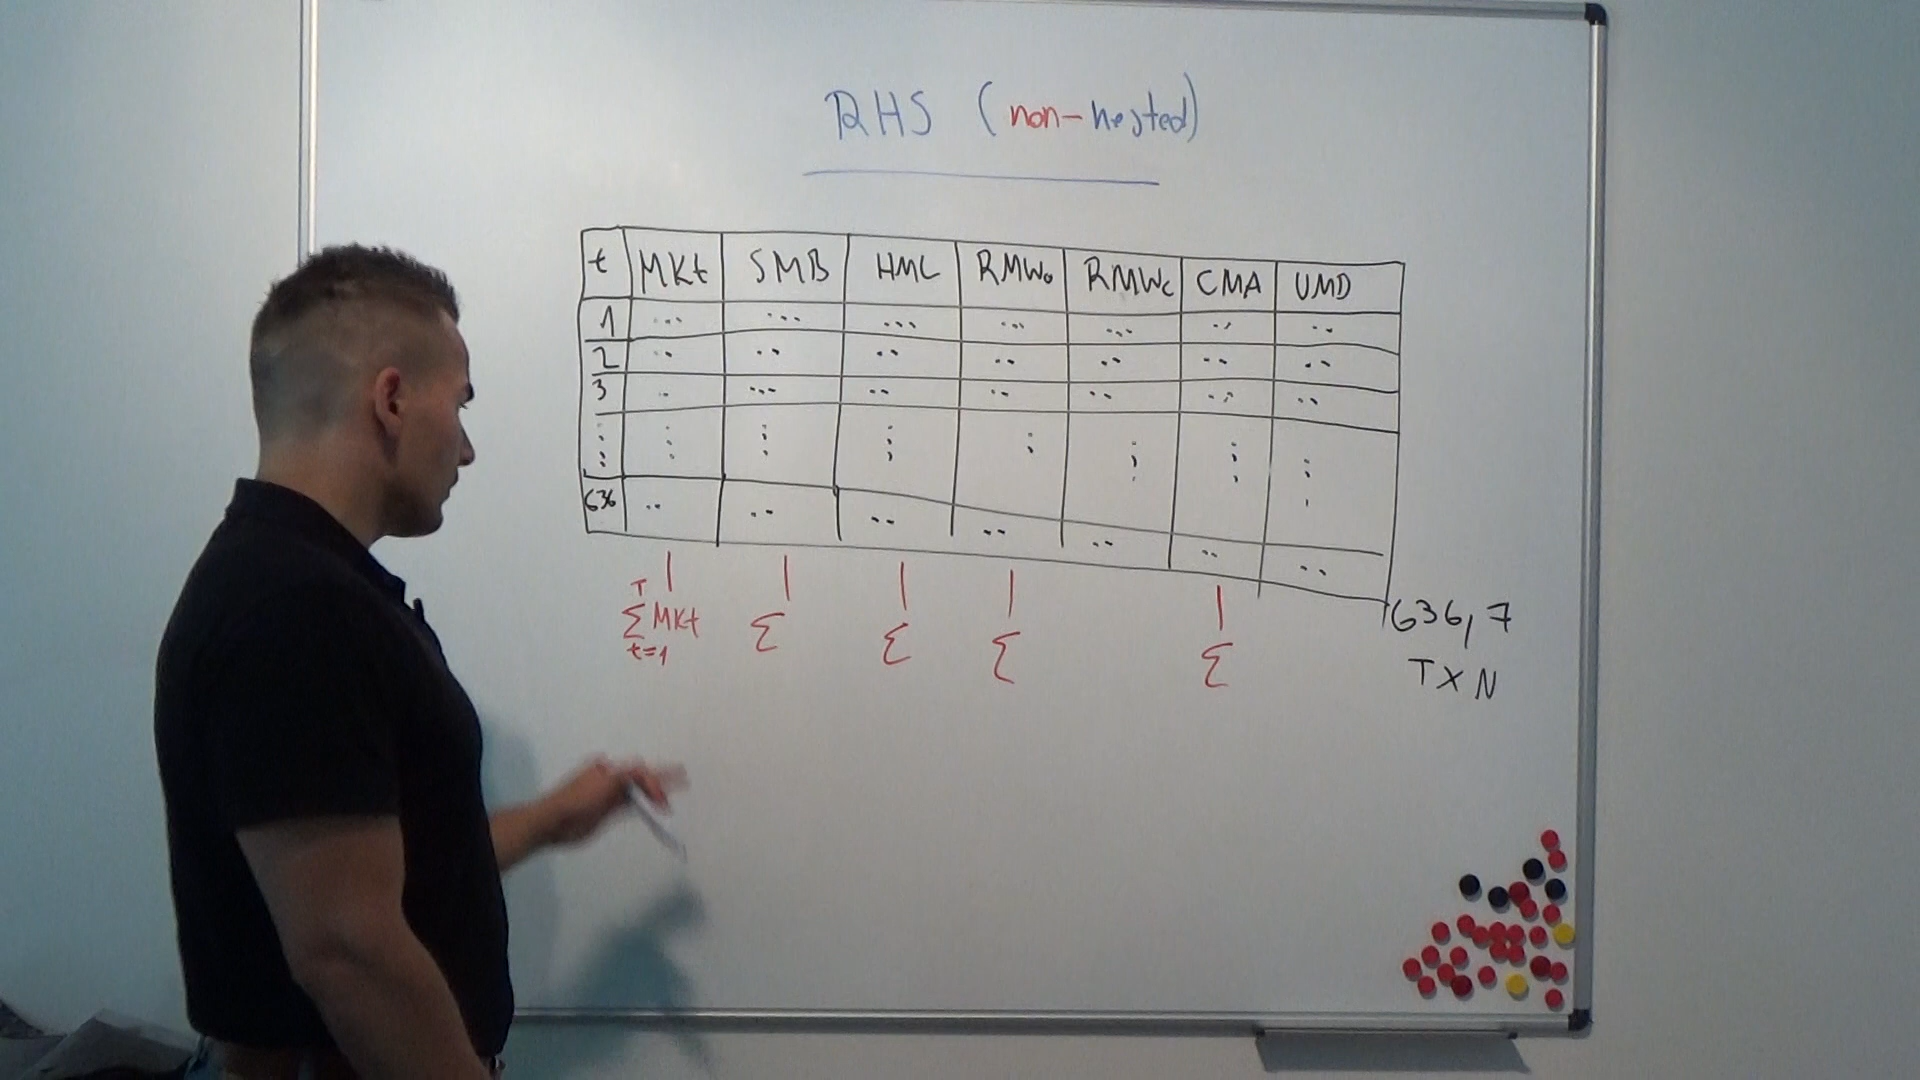 RHS (non-nested)
t MKt SMB HML RMWo RMWc CMA UMD
1 ... ... ... ... ... .. ..
2 .. .. .. .. .. .. ..
3 . ... .. .. .. .. ..
636 .. .. .. .. .. .. ..
T
Σ MKt Σ Σ Σ Σ
t=1
636, 7
T X N